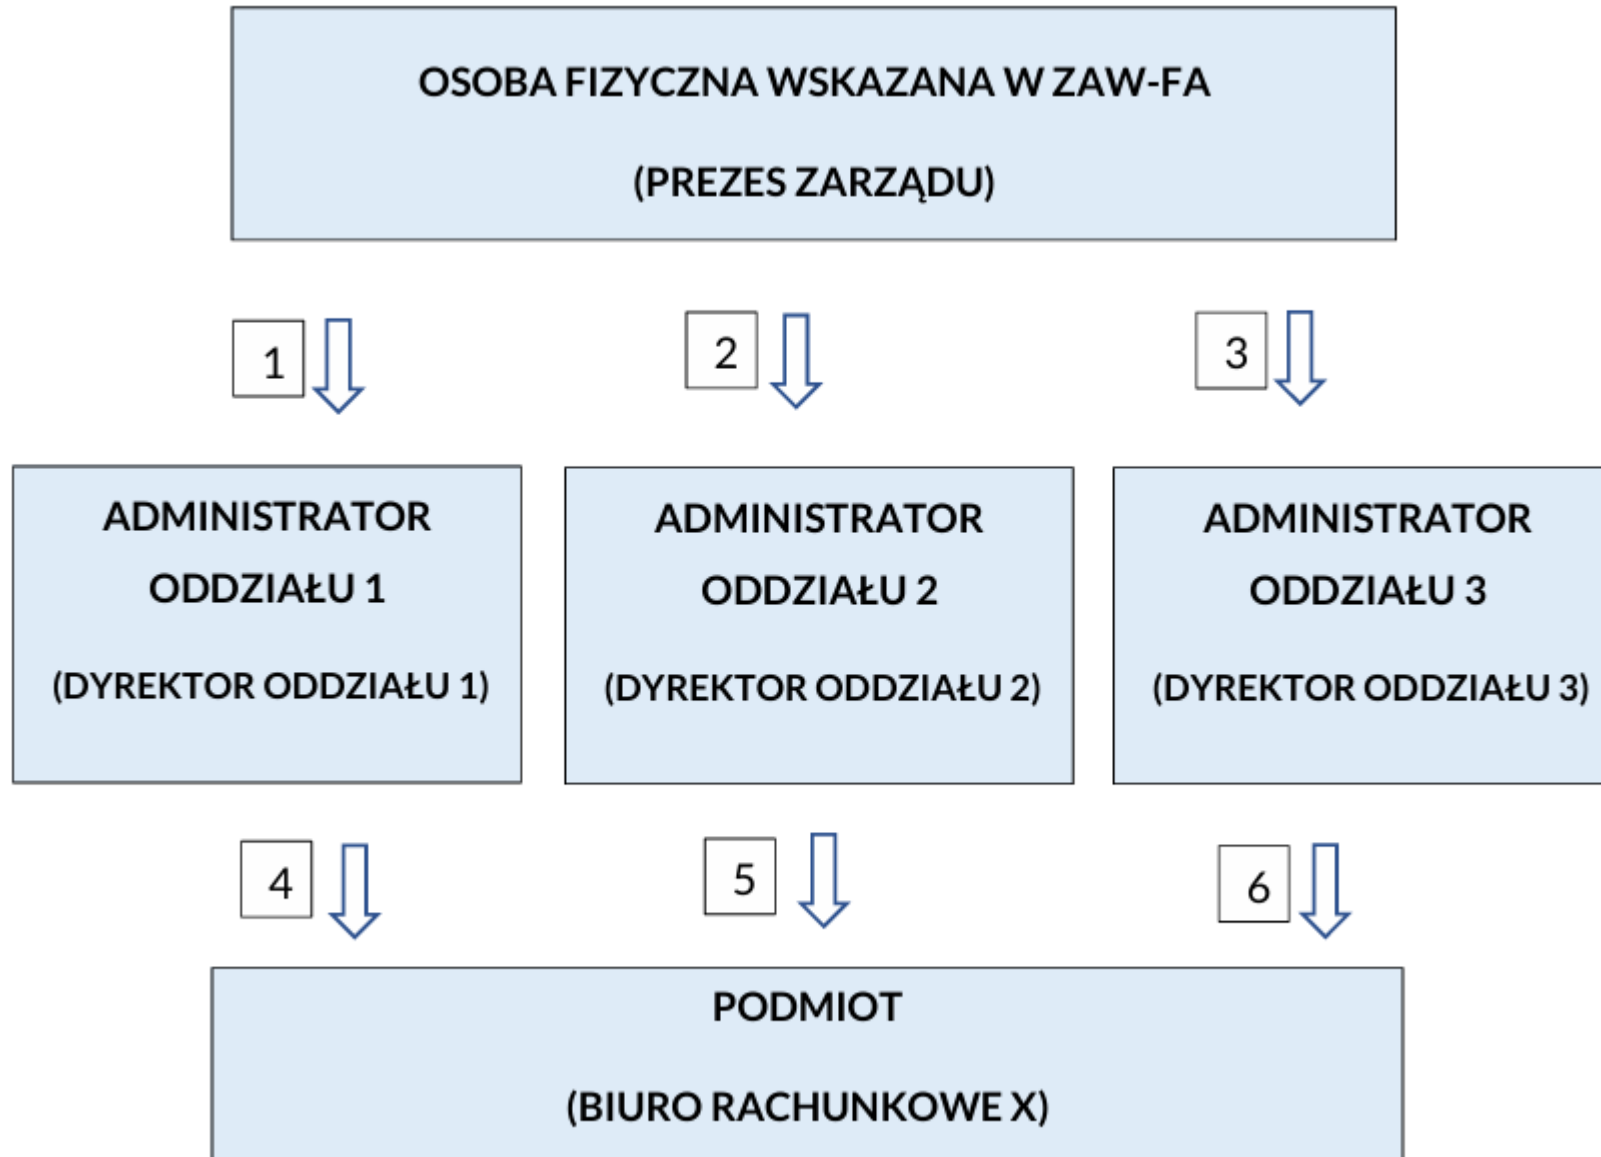 OSOBA FIZYCZNA WSKAZANA W ZAW-FA
(PREZES ZARZĄDU)
1
2
3
ADMINISTRATOR
ODDZIAŁU 1
(DYREKTOR ODDZIAŁU 1)
ADMINISTRATOR
ODDZIAŁU 2
(DYREKTOR ODDZIAŁU 2)
ADMINISTRATOR
ODDZIAŁU 3
(DYREKTOR ODDZIAŁU 3)
4
5
6
PODMIOT
(BIURO RACHUNKOWE X)